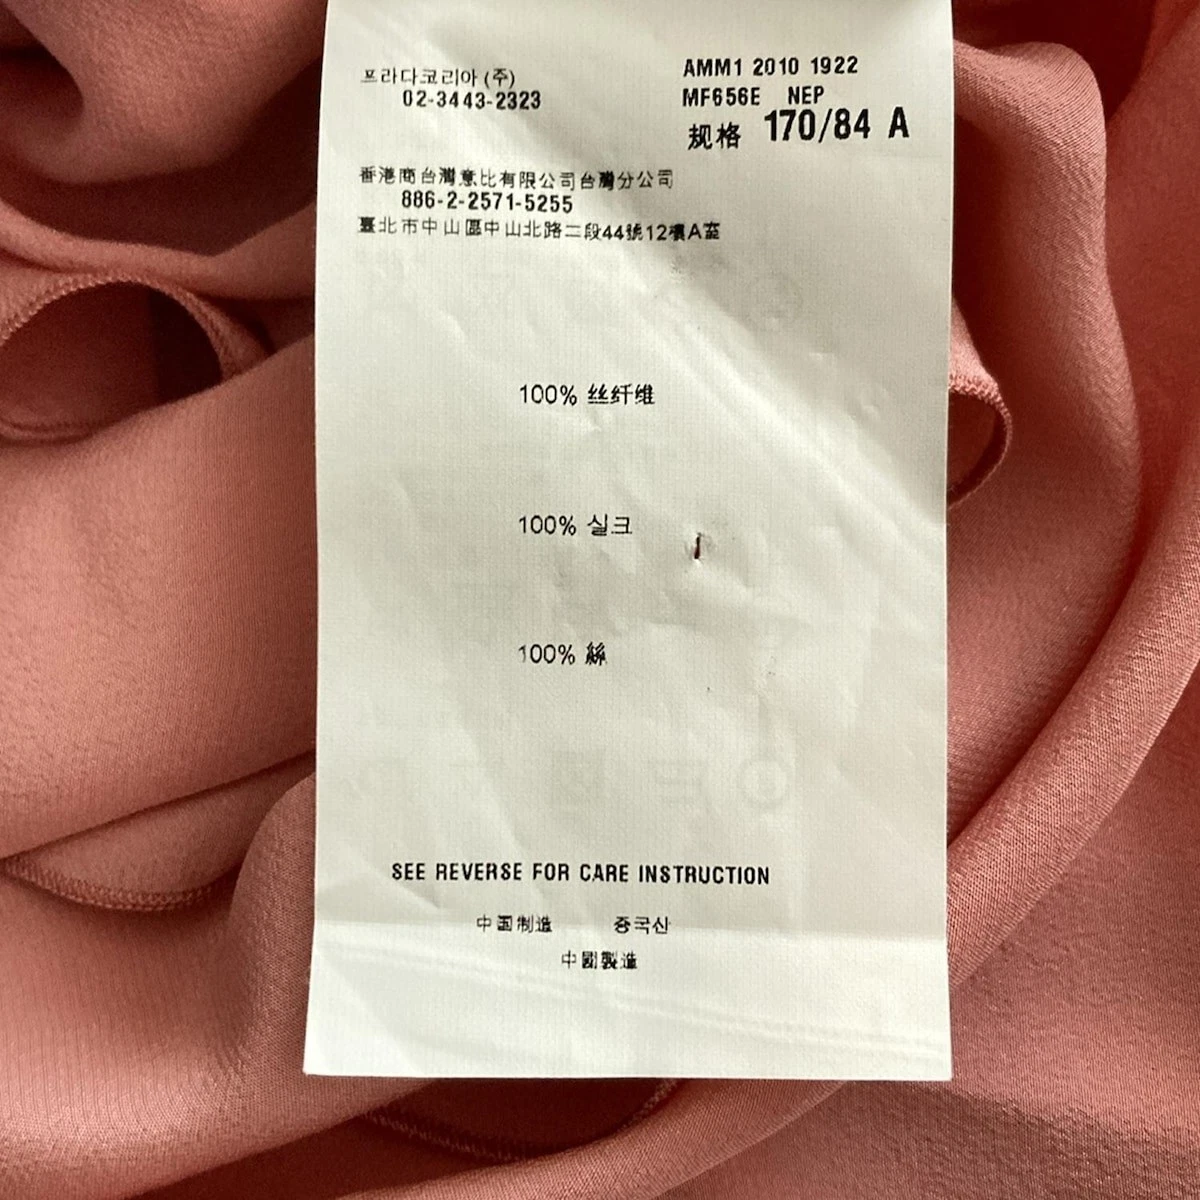 프라다코리아 (주)
02-3443-2323
AMM1 2010 1922
MF656E NEP
规格 170/84 A
香港商台灣意比有限公司台灣分公司
886-2-2571-5255
臺北市中山區中山北路二段44號12樓A室
100% 丝纤维
100% 실크
100% 絲
SEE REVERSE FOR CARE INSTRUCTION
中国制造 중국산
中國製造